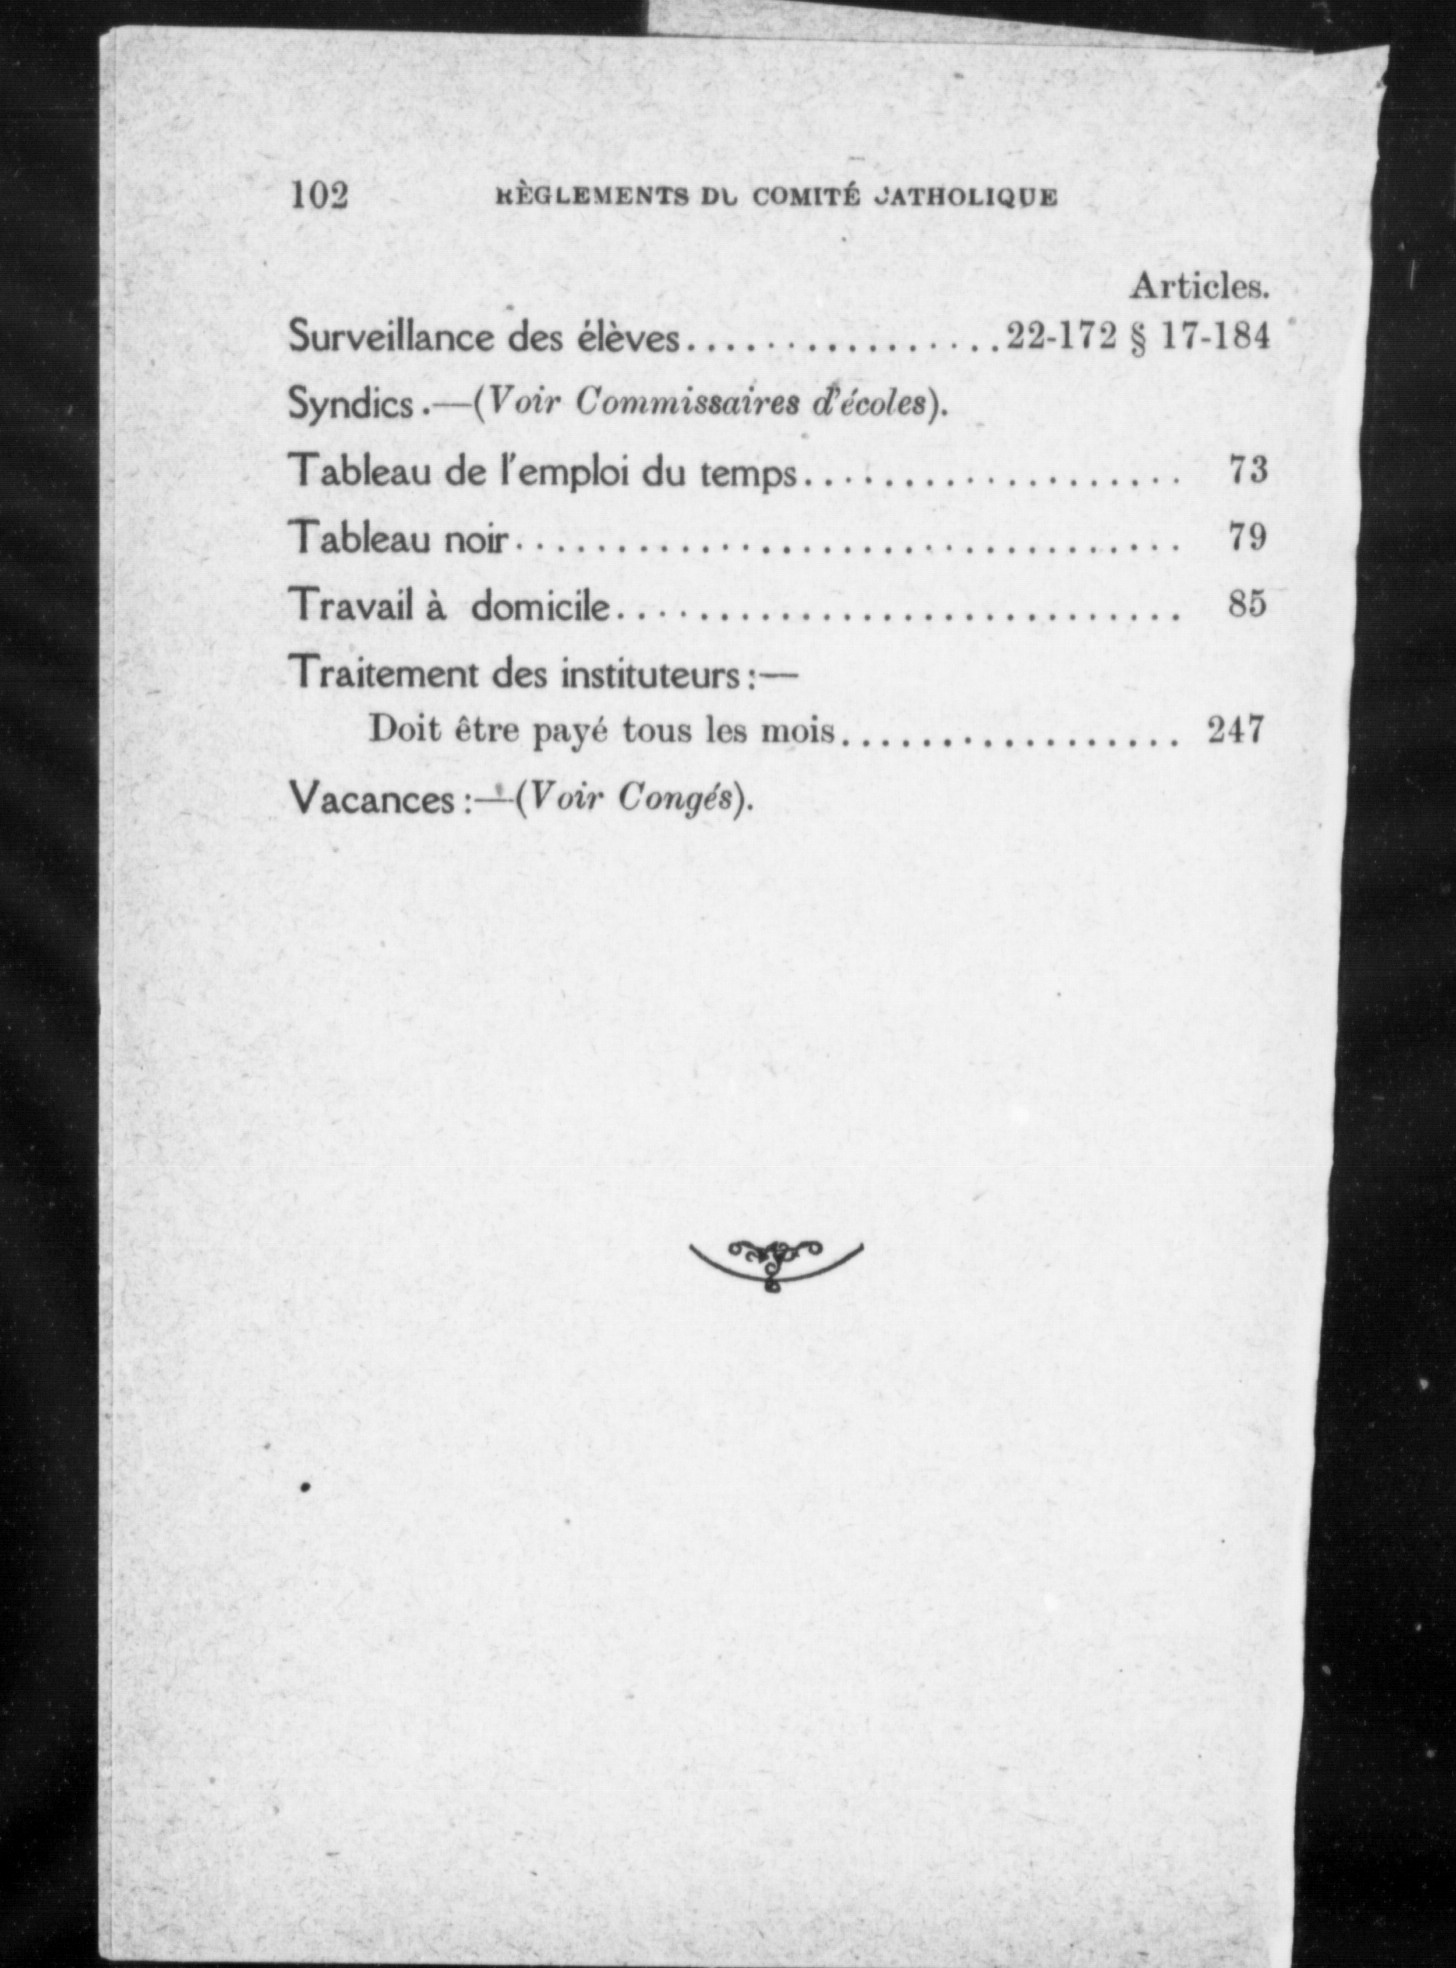 102 RÈGLEMENTS DU COMITÉ CATHOLIQUE
Articles.
Surveillance des élèves................22-172 § 17-184
Syndics.—(Voir Commissaires d'écoles).
Tableau de l'emploi du temps................... 73
Tableau noir.................................. 79
Travail à domicile............................. 85
Traitement des instituteurs:—
Doit être payé tous les mois................. 247
Vacances:—(Voir Congés).